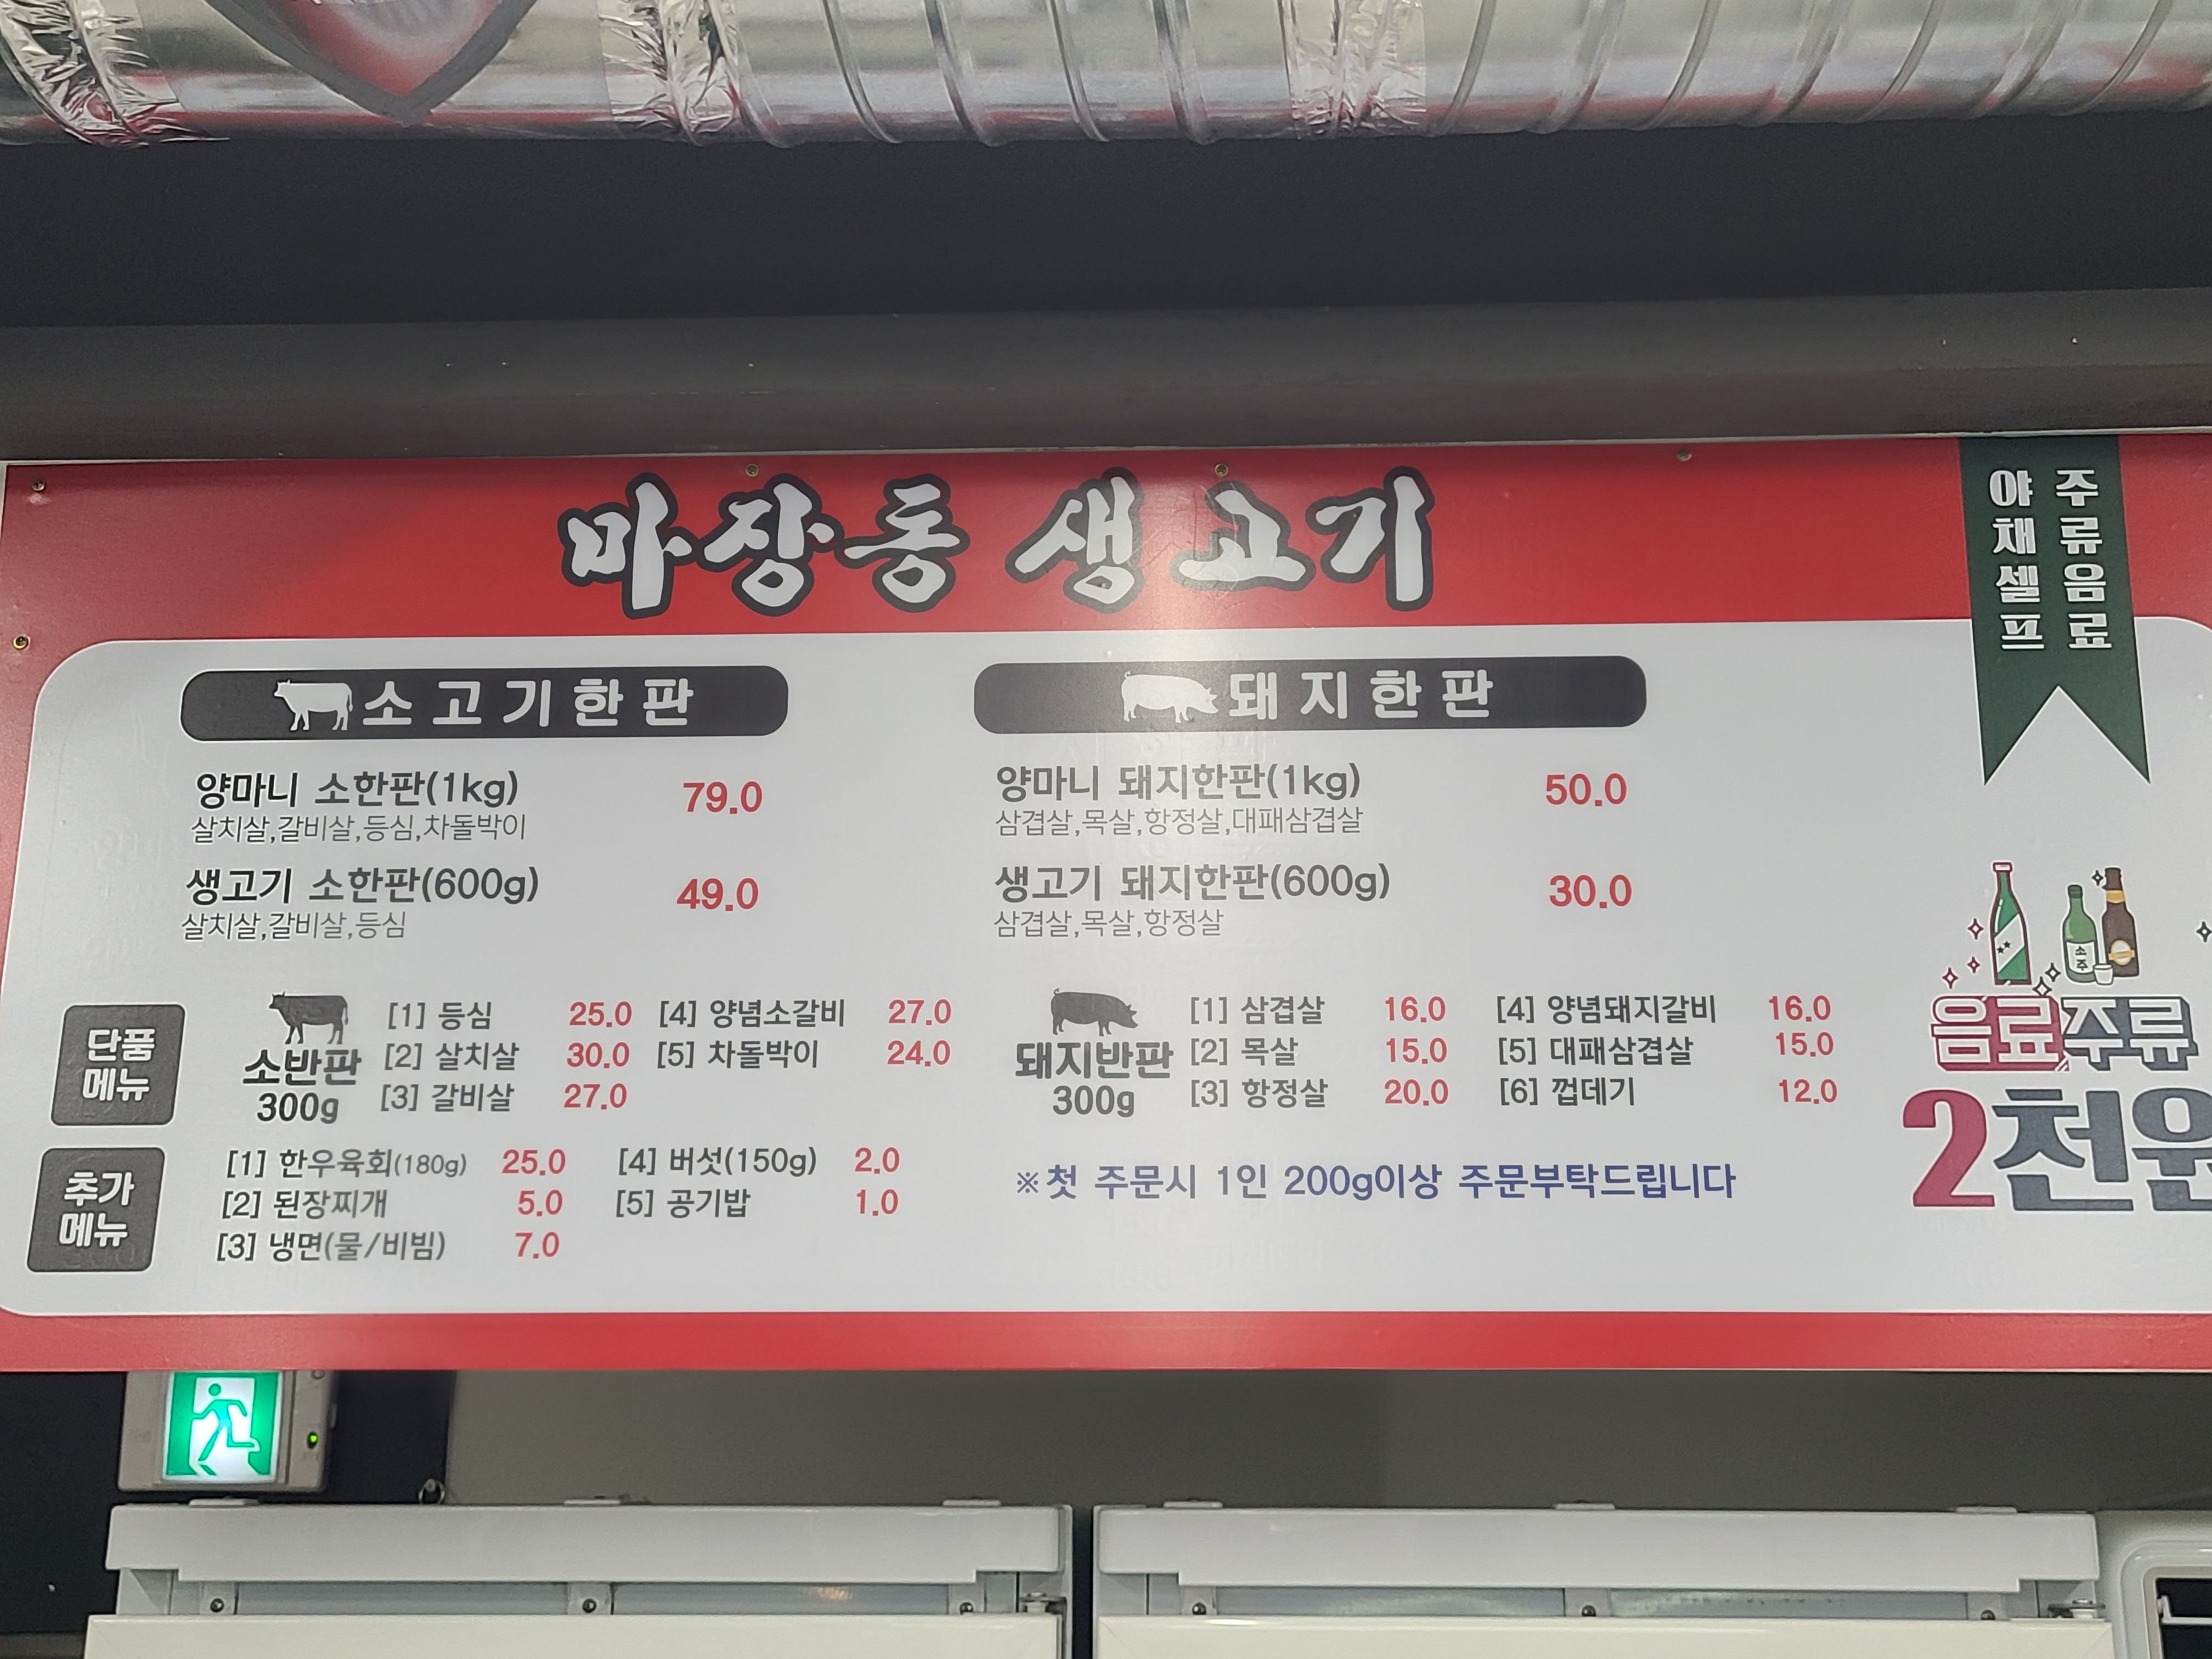 마장동 생고기
주류음료
야채셀프
소고기한판
양마니 소한판(1kg) 79.0
살치살,갈비살,등심,차돌박이
생고기 소한판(600g) 49.0
살치살,갈비살,등심
돼지한판
양마니 돼지한판(1kg) 50.0
삼겹살,목살,항정살,대패삼겹살
생고기 돼지한판(600g) 30.0
삼겹살,목살,항정살
단품
메뉴
소반판
300g
[1] 등심 25.0 [4] 양념소갈비 27.0
[2] 살치살 30.0 [5] 차돌박이 24.0
[3] 갈비살 27.0
돼지반판
300g
[1] 삼겹살 16.0 [4] 양념돼지갈비 16.0
[2] 목살 15.0 [5] 대패삼겹살 15.0
[3] 항정살 20.0 [6] 껍데기 12.0
추가
메뉴
[1] 한우육회(180g) 25.0 [4] 버섯(150g) 2.0
[2] 된장찌개 5.0 [5] 공기밥 1.0
[3] 냉면(물/비빔) 7.0
※첫 주문시 1인 200g이상 주문부탁드립니다
소주
음료주류
2천원